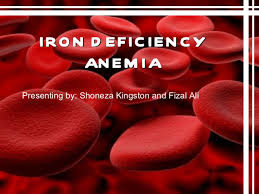 IRON DEFICIENCY
ANEMIA
Presenting by: Shoneza Kingston and Fizal Ali